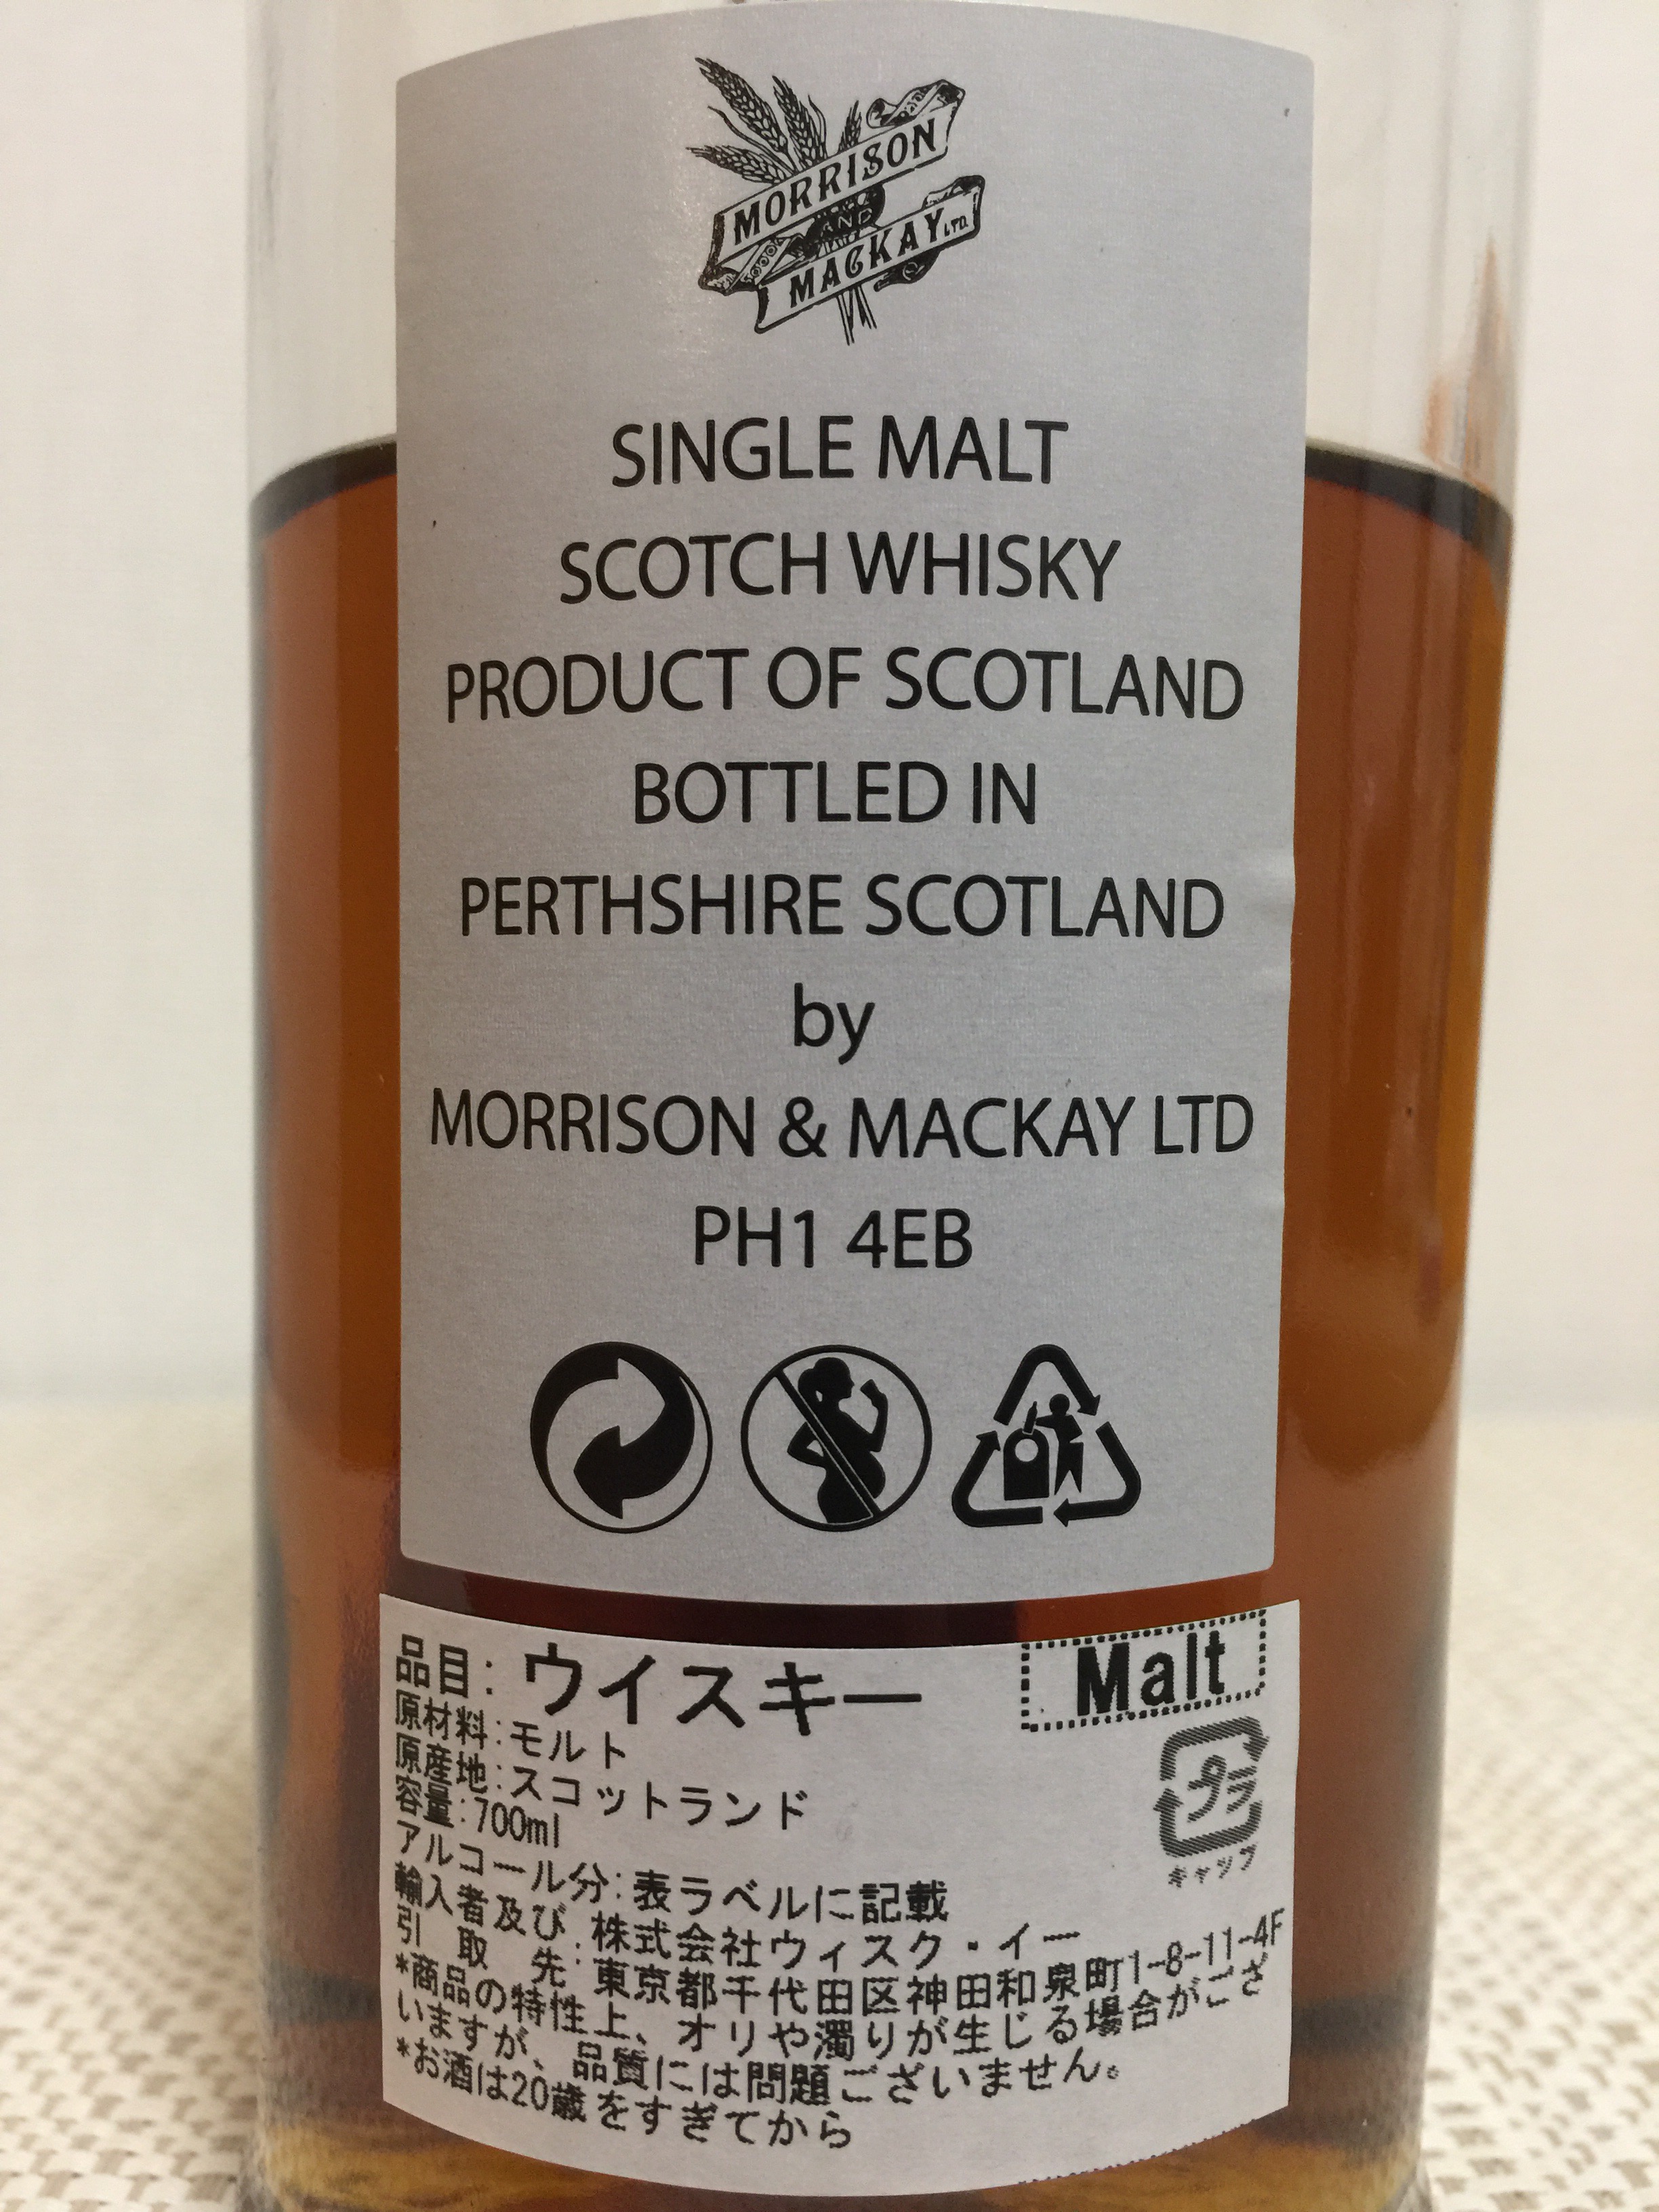 MORRISON
AND
MACKAY LTD
SINGLE MALT
SCOTCH WHISKY
PRODUCT OF SCOTLAND
BOTTLED IN
PERTHSHIRE SCOTLAND
by
MORRISON & MACKAY LTD
PH1 4EB
品目:ウイスキー
Malt
原材料:モルト
原産地:スコットランド
容量:700ml
プラ
キャップ
アルコール分:表ラベルに記載
輸入者及び:株式会社ウィスク・イー
引取先:東京都千代田区神田和泉町1-8-11-4F
*商品の特性上、オリや濁りが生じる場合がござ
いますが、品質には問題ございません。
*お酒は20歳をすぎてから